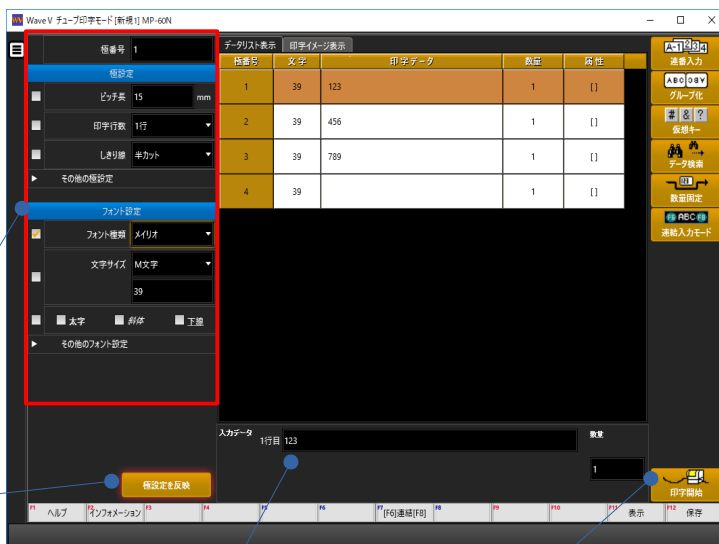 Wave V チューブ印字モード [新規1] MP-60N
極番号 1
極設定
ピッチ長 15 mm
印字行数 1行
しきり線 半カット
その他の極設定
フォント設定
フォント種類 メイリオ
文字サイズ M文字
39
太字 斜体 下線
その他のフォント設定
極設定を反映
データリスト表示 印字イメージ表示
極番号 文字 印字データ 数量 属性
1 39 123 1 []
2 39 456 1 []
3 39 789 1 []
4 39 1 []
入力データ 1行目 123
数量
1
A-1234
連番入力
ABC
グループ化
# & ?
仮想キー
データ検索
数量固定
F6 ABC F8
連結入力モード
印字開始
F1 ヘルプ F2 インフォメーション F3 F4 F5 F6 F7 [F6]連結[F8] F8 F9 F10 F11 表示 F12 保存